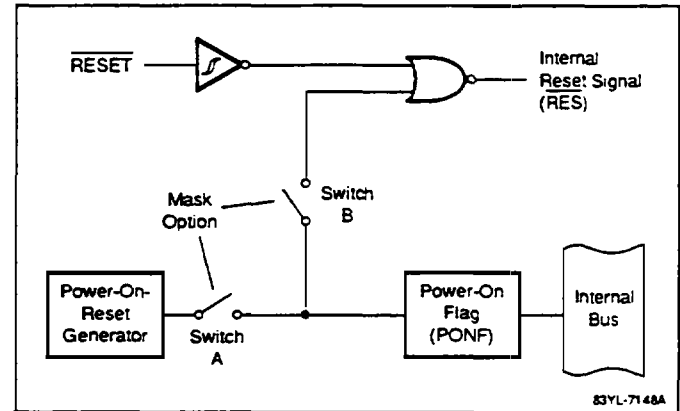 RESET
Internal
Reset Signal
(RES)
Mask
Option
Switch
B
Power-On-
Reset
Generator
Switch
A
Power-On
Flag
(PONF)
Internal
Bus
83YL-7148A